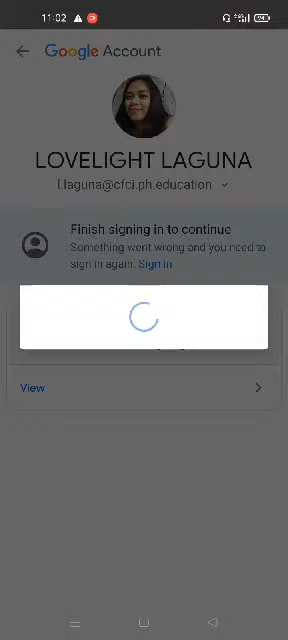 11:02
Google Account
LOVELIGHT LAGUNA
l.laguna@cfci.ph.education
Finish signing in to continue
Something went wrong and you need to
sign in again. Sign in
View